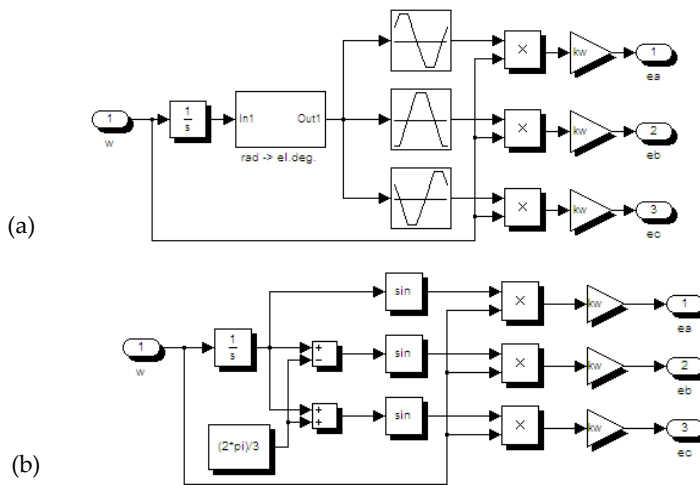 (a)
1
w
1
s
In1 Out1
rad -> el.deg.
×
kw
1
ea
×
kw
2
eb
×
kw
3
ec
(b)
1
w
1
s
+
−
+
+
(2*pi)/3
sin
×
kw
1
ea
sin
×
kw
2
eb
sin
×
kw
3
ec